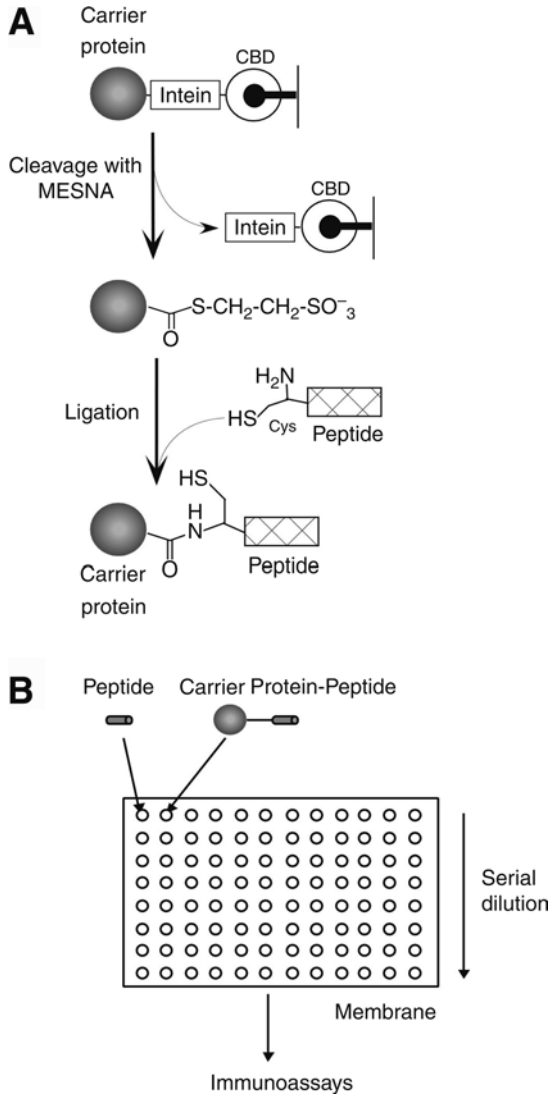 A
Carrier
protein
Intein
CBD
Cleavage with
MESNA
Intein
CBD
S-CH₂-CH₂-SO⁻₃
O
H₂N
HS
Cys
Peptide
Ligation
HS
H
N
O
Peptide
Carrier
protein
B
Peptide
Carrier Protein-Peptide
Serial
dilution
Membrane
Immunoassays